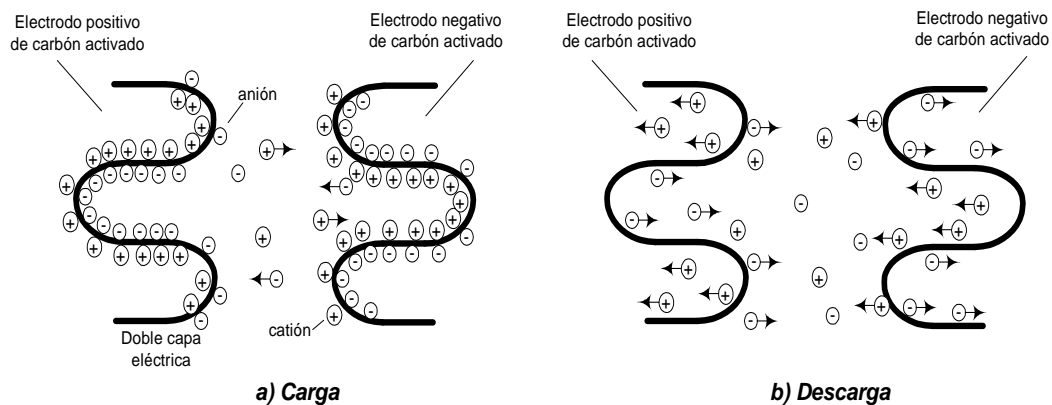 Electrodo positivo
de carbón activado
Electrodo negativo
de carbón activado
anión
catión
Doble capa
eléctrica
a) Carga
Electrodo positivo
de carbón activado
Electrodo negativo
de carbón activado
b) Descarga